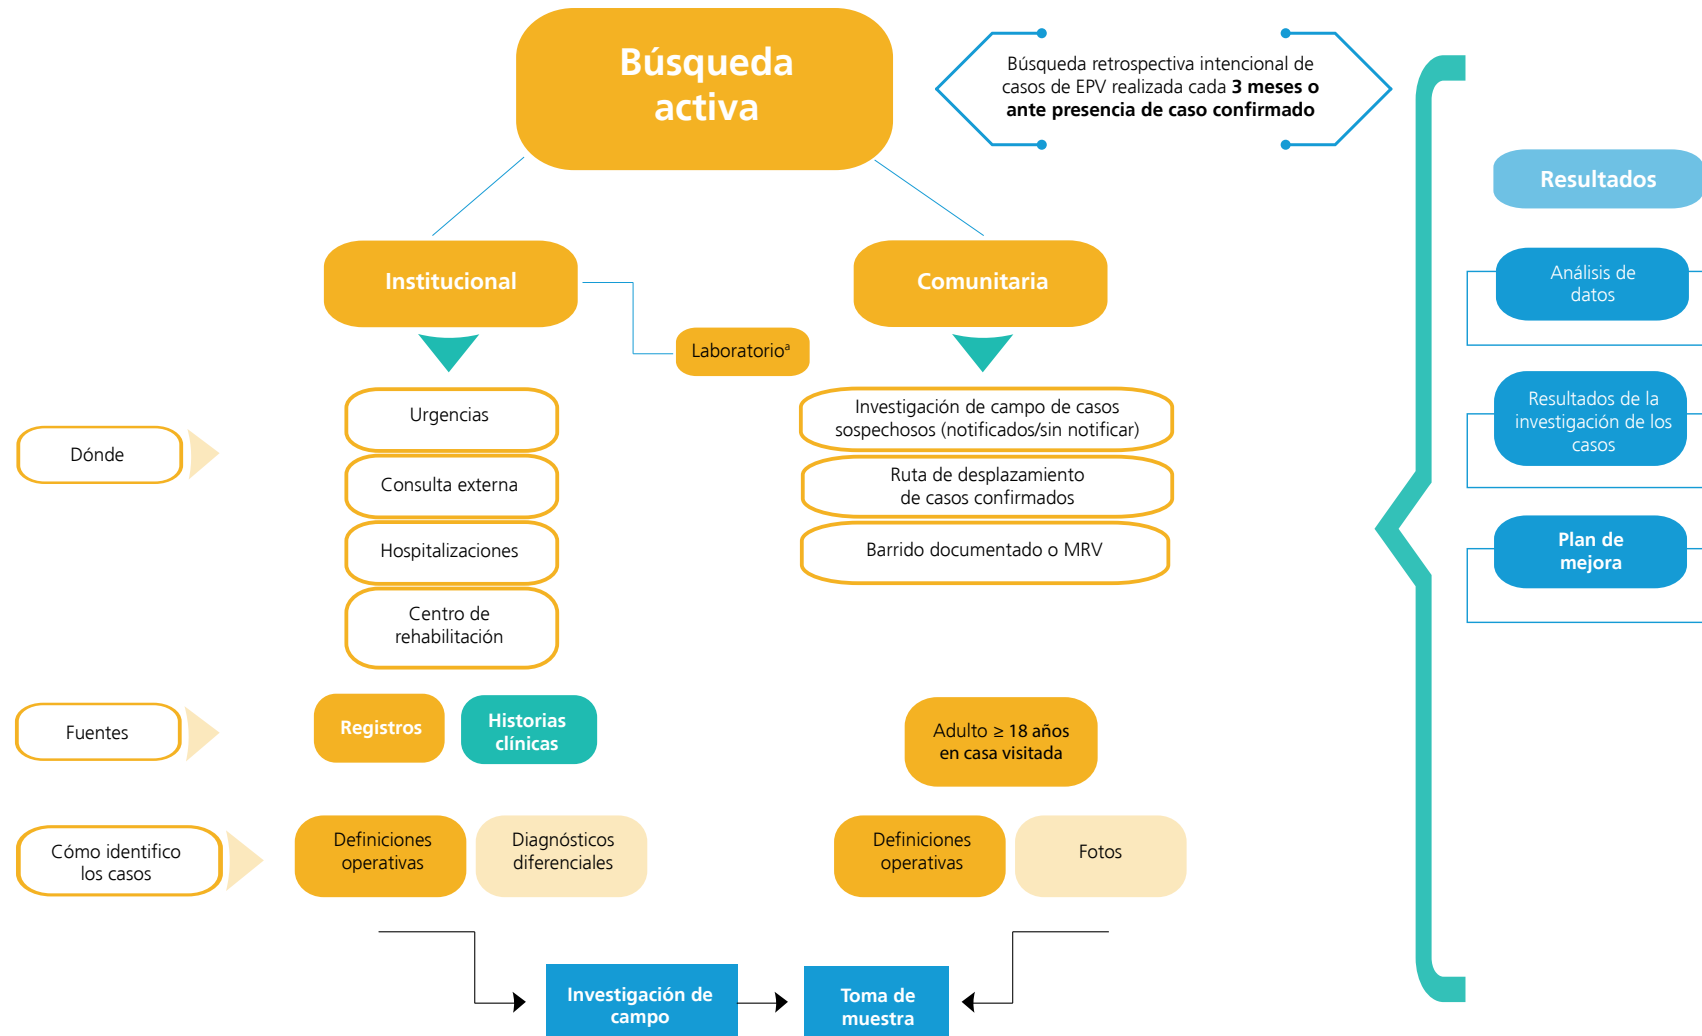 Búsqueda
activa
Búsqueda retrospectiva intencional de
casos de EPV realizada cada 3 meses o
ante presencia de caso confirmado
Resultados
Análisis de
datos
Resultados de la
investigación de los
casos
Plan de
mejora
Institucional
Comunitaria
Laboratorioª
Dónde
Urgencias
Consulta externa
Hospitalizaciones
Centro de
rehabilitación
Investigación de campo de casos
sospechosos (notificados/sin notificar)
Ruta de desplazamiento
de casos confirmados
Barrido documentado o MRV
Fuentes
Registros
Historias
clínicas
Adulto ≥ 18 años
en casa visitada
Cómo identifico
los casos
Definiciones
operativas
Diagnósticos
diferenciales
Definiciones
operativas
Fotos
Investigación de
campo
Toma de
muestra